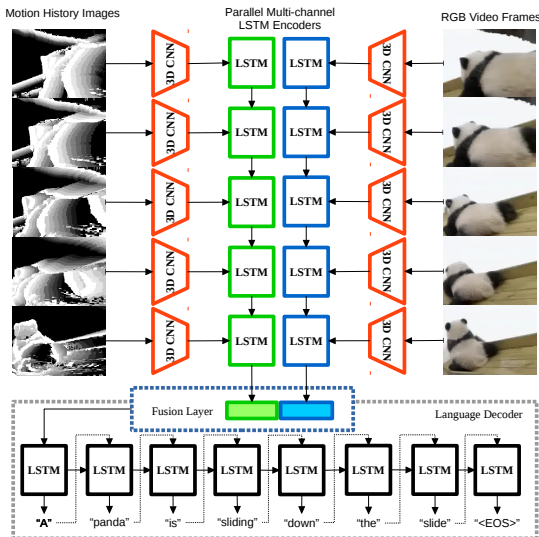 Motion History Images
Parallel Multi-channel
LSTM Encoders
RGB Video Frames
3D CNN
LSTM
LSTM
3D CNN
3D CNN
LSTM
LSTM
3D CNN
3D CNN
LSTM
LSTM
3D CNN
3D CNN
LSTM
LSTM
3D CNN
3D CNN
LSTM
LSTM
3D CNN
Fusion Layer
Language Decoder
LSTM LSTM LSTM LSTM LSTM LSTM LSTM LSTM
“A” “panda” “is” “sliding” “down” “the” “slide” “<EOS>”